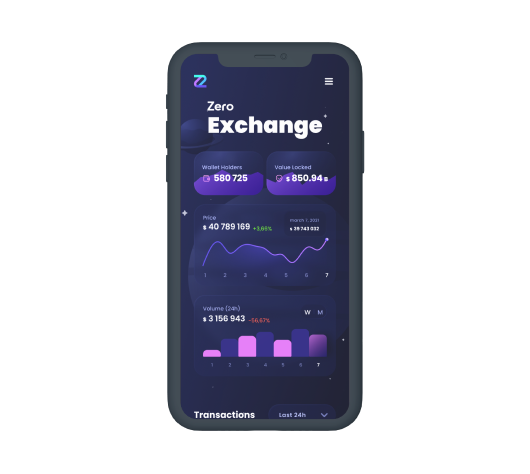 Zero
Exchange
Wallet Holders
580 725
Value Locked
$ 850.94 B
Price
$ 40 789 169 +3,66%
march 7, 2021
$ 39 743 032
1 2 3 4 5 6 7
Volume (24h)
$ 3 156 943 -56,67%
W M
1 2 3 4 5 6 7
Transactions
Last 24h